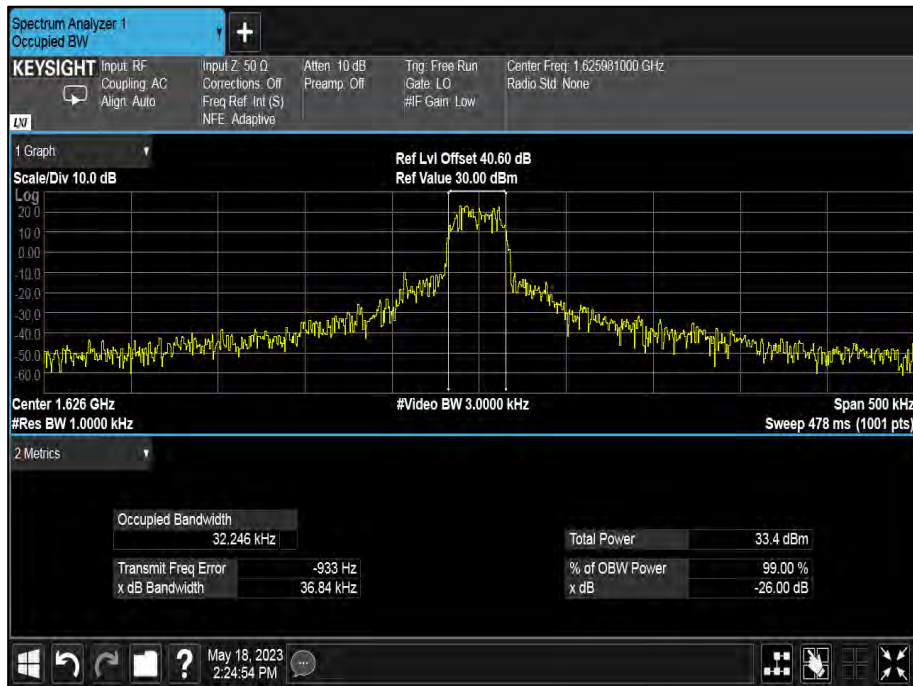 Spectrum Analyzer 1
Occupied BW
+
KEYSIGHT
LXI
Input: RF
Coupling: AC
Align: Auto
Input Z: 50 Ω
Corrections: Off
Freq Ref: Int (S)
NFE: Adaptive
Atten: 10 dB
Preamp: Off
Trig: Free Run
Gate: LO
#IF Gain: Low
Center Freq: 1.625981000 GHz
Radio Std: None
1 Graph
Scale/Div 10.0 dB
Ref Lvl Offset 40.60 dB
Ref Value 30.00 dBm
Log
20.0
10.0
0.00
-10.0
-20.0
-30.0
-40.0
-50.0
-60.0
Center 1.626 GHz
#Video BW 3.0000 kHz
Span 500 kHz
#Res BW 1.0000 kHz
Sweep 478 ms (1001 pts)
2 Metrics
Occupied Bandwidth
32.246 kHz
Total Power 33.4 dBm
Transmit Freq Error -933 Hz
% of OBW Power 99.00 %
x dB Bandwidth 36.84 kHz
x dB -26.00 dB
?
May 18, 2023
2:24:54 PM